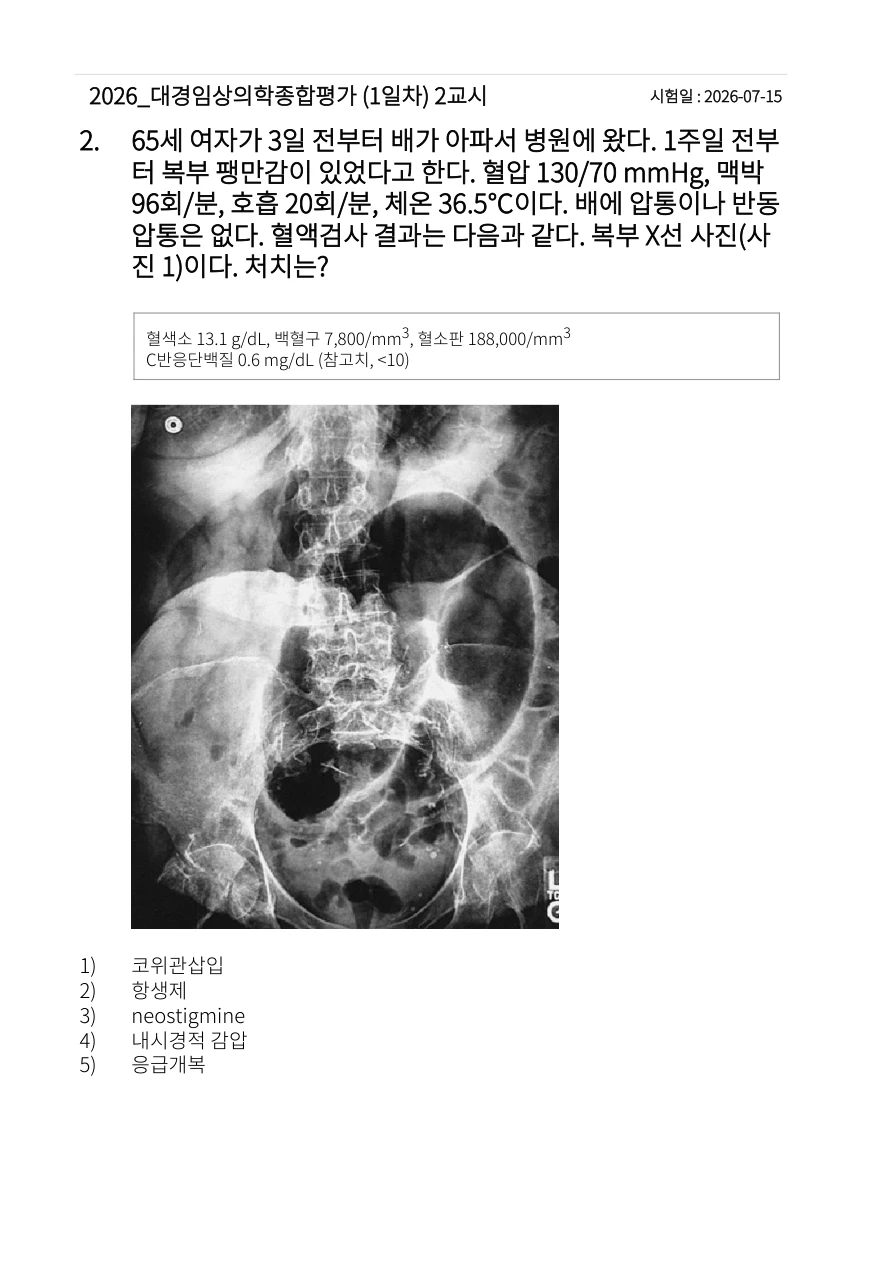 2026_대경임상의학종합평가 (1일차) 2교시
시험일 : 2026-07-15
2. 65세 여자가 3일 전부터 배가 아파서 병원에 왔다. 1주일 전부
터 복부 팽만감이 있었다고 한다. 혈압 130/70 mmHg, 맥박
96회/분, 호흡 20회/분, 체온 36.5℃이다. 배에 압통이나 반동
압통은 없다. 혈액검사 결과는 다음과 같다. 복부 X선 사진(사
진 1)이다. 처치는?
혈색소 13.1 g/dL, 백혈구 7,800/mm³, 혈소판 188,000/mm³
C반응단백질 0.6 mg/dL (참고치, <10)
L
1) 코위관삽입
2) 항생제
3) neostigmine
4) 내시경적 감압
5) 응급개복